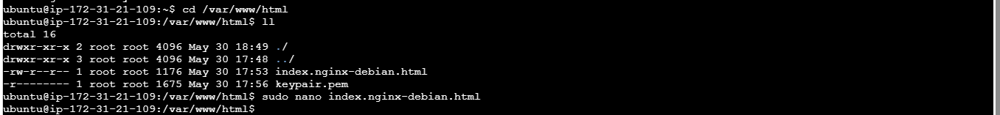 ubuntu@ip-172-31-21-109:~$ cd /var/www/html
ubuntu@ip-172-31-21-109:/var/www/html$ ll
total 16
drwxr-xr-x 2 root root 4096 May 30 18:49 ./
drwxr-xr-x 3 root root 4096 May 30 17:48 ../
-rw-r--r-- 1 root root 1176 May 30 17:53 index.nginx-debian.html
-r-------- 1 root root 1675 May 30 17:56 keypair.pem
ubuntu@ip-172-31-21-109:/var/www/html$ sudo nano index.nginx-debian.html
ubuntu@ip-172-31-21-109:/var/www/html$